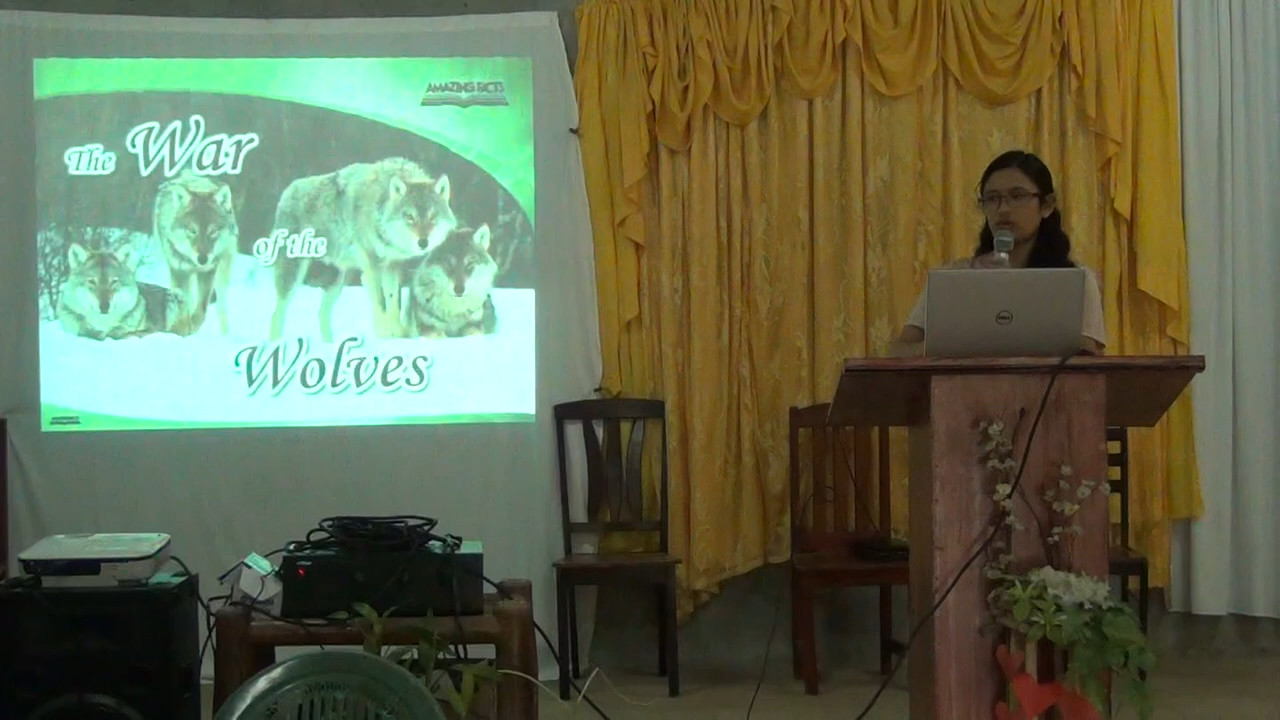 AMAZING FACTS
The War
of the
Wolves
DELL